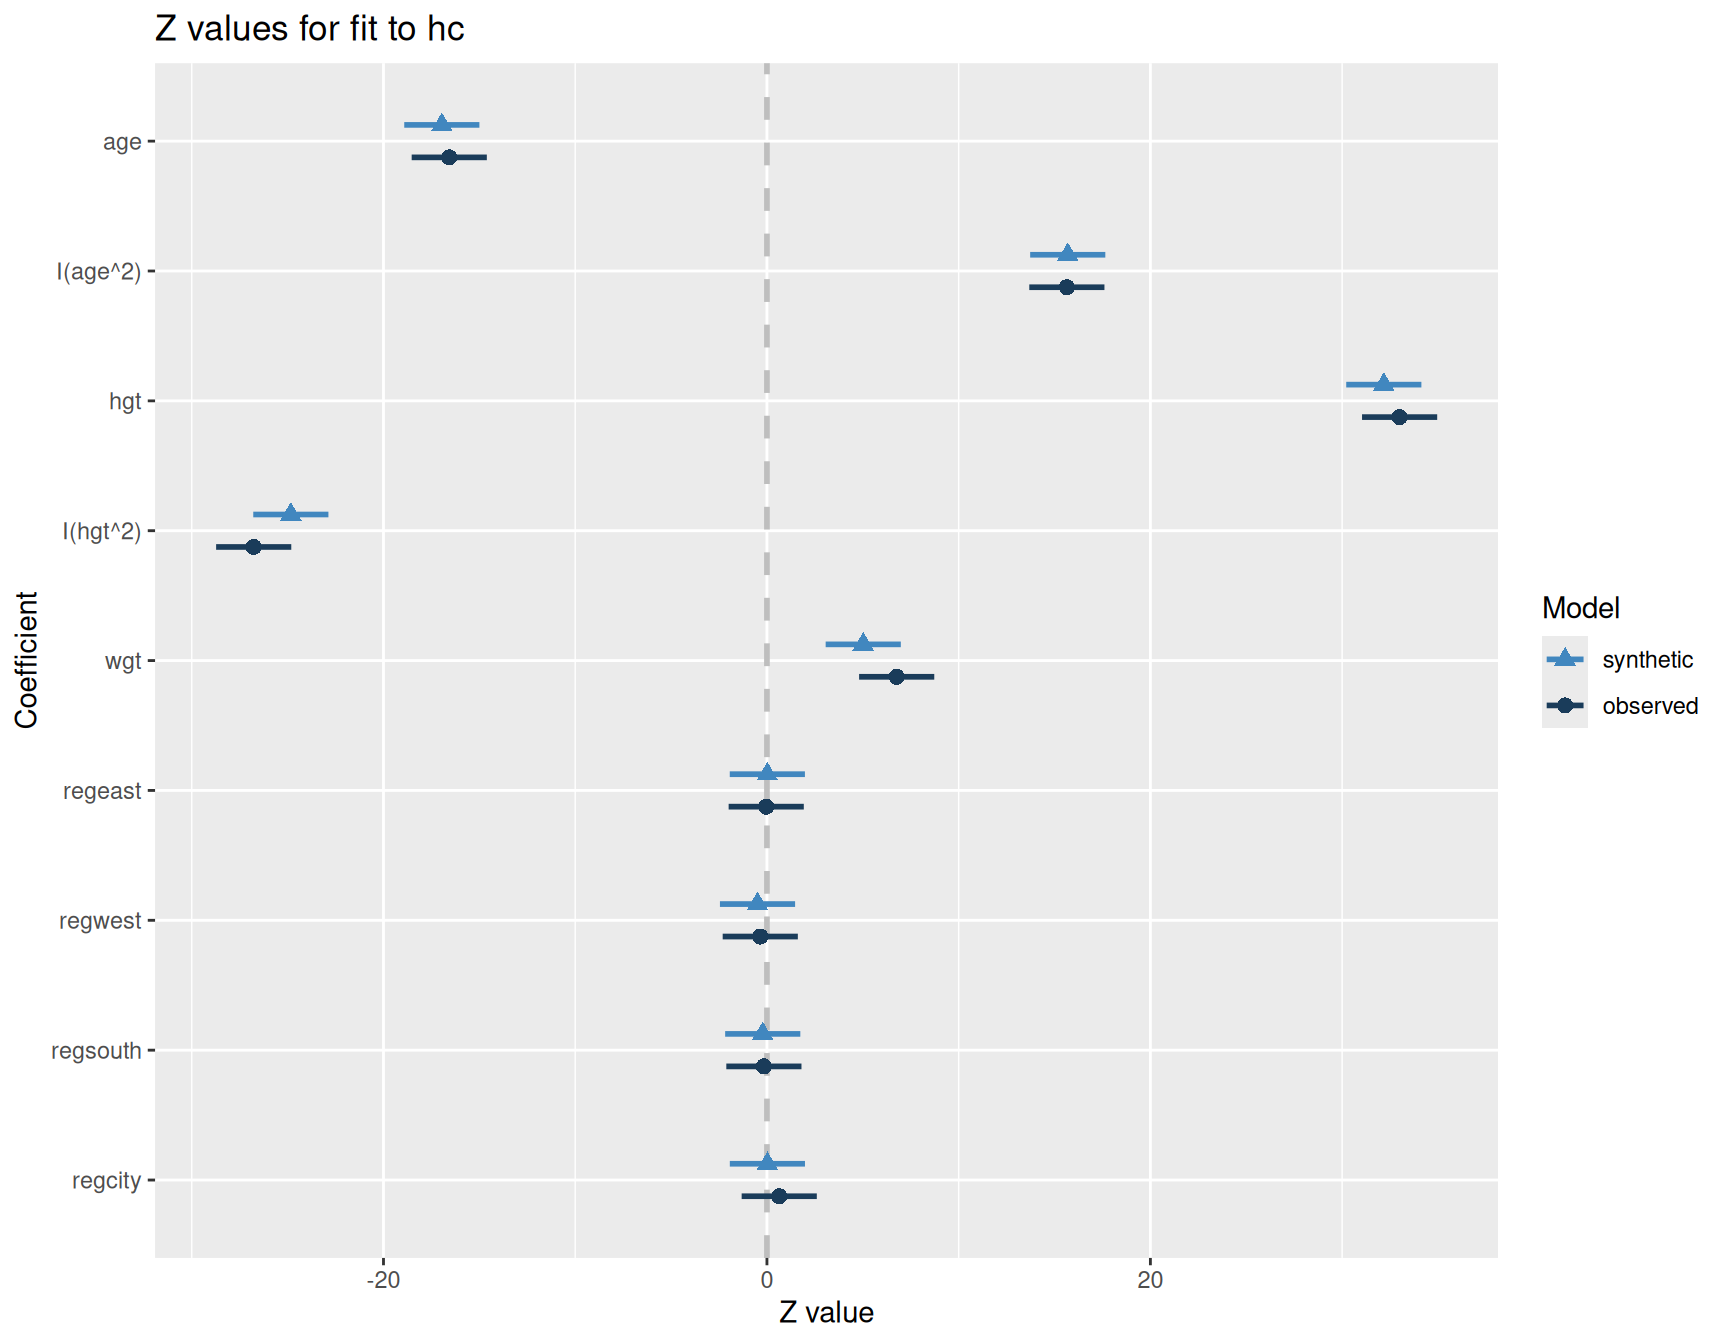 Z values for fit to hc
age
I(age^2)
hgt
I(hgt^2)
wgt
regeast
regwest
regsouth
regcity
Coefficient
-20
0
20
Z value
Model
synthetic
observed